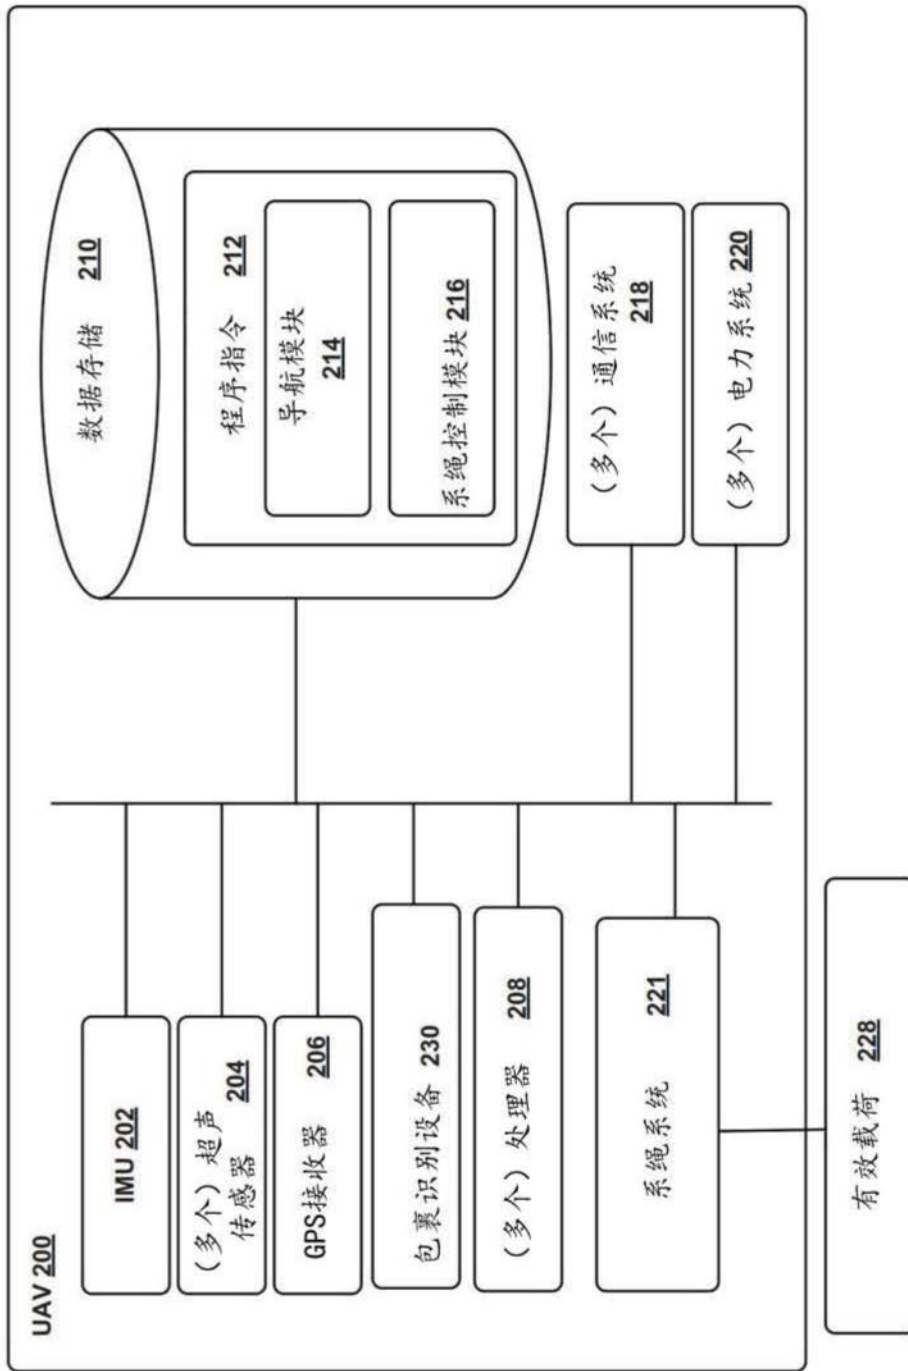 UAV 200
IMU 202
(多个) 超声
传感器 204
GPS接收器 206
包裹识别设备 230
(多个) 处理器 208
系绳系统 221
有效载荷 228
数据存储 210
程序指令 212
导航模块
214
系绳控制模块 216
(多个) 通信系统
218
(多个) 电力系统 220